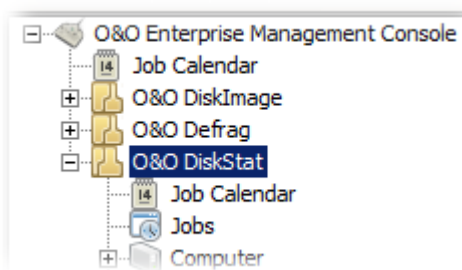 O&O Enterprise Management Console
14 Job Calendar
O&O DiskImage
O&O Defrag
O&O DiskStat
14 Job Calendar
Jobs
Computer